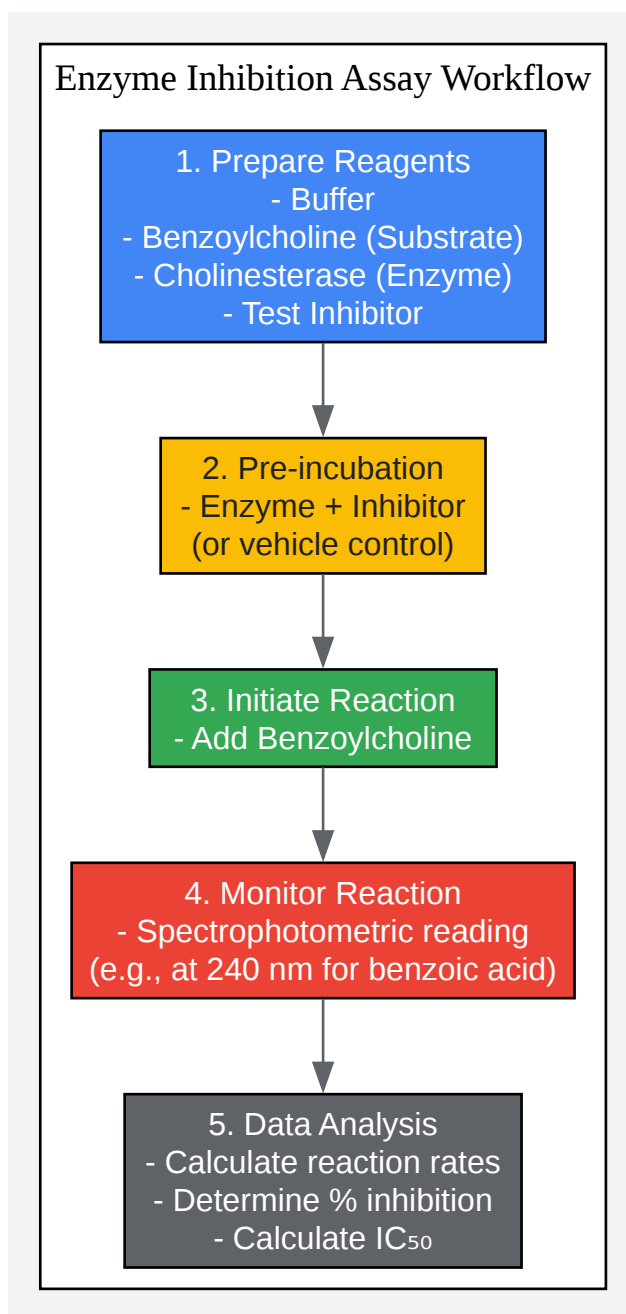 Enzyme Inhibition Assay Workflow
1. Prepare Reagents
- Buffer
- Benzoylcholine (Substrate)
- Cholinesterase (Enzyme)
- Test Inhibitor
2. Pre-incubation
- Enzyme + Inhibitor
(or vehicle control)
3. Initiate Reaction
- Add Benzoylcholine
4. Monitor Reaction
- Spectrophotometric reading
(e.g., at 240 nm for benzoic acid)
5. Data Analysis
- Calculate reaction rates
- Determine % inhibition
- Calculate IC₅₀